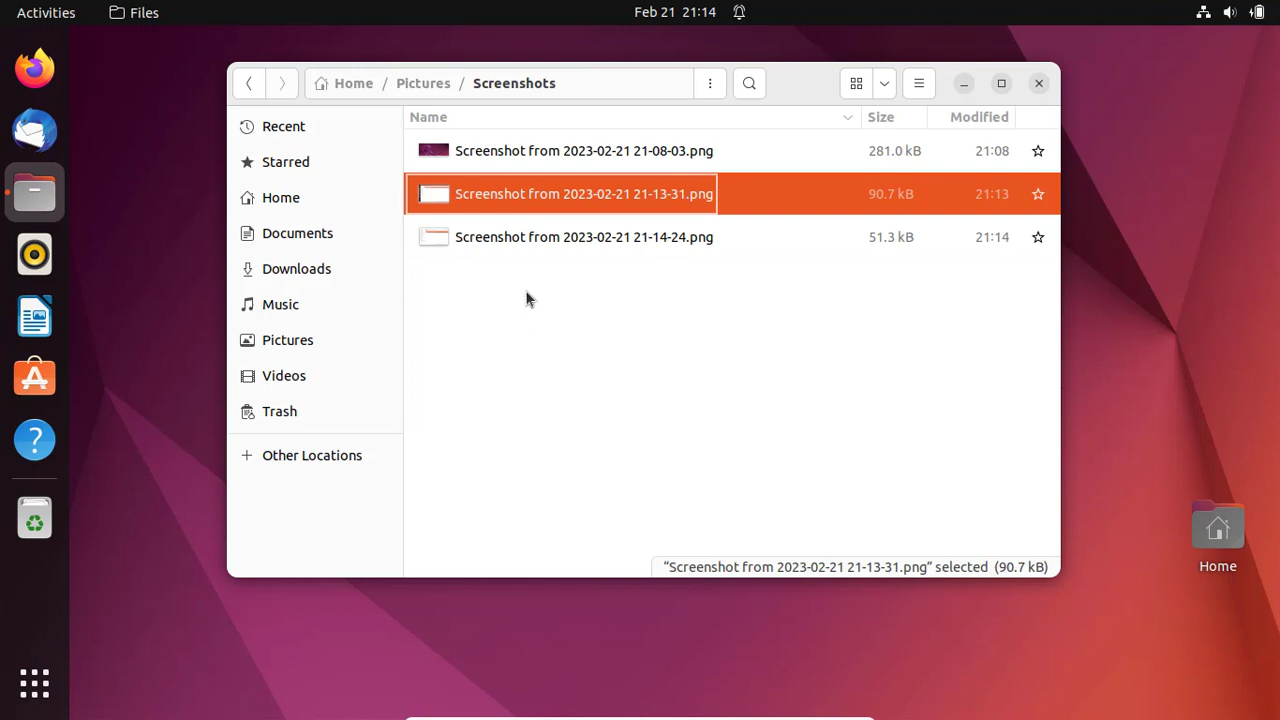 Activities Files Feb 21 21:14
Home / Pictures / Screenshots
Name Size Modified
Recent
Screenshot from 2023-02-21 21-08-03.png 281.0 kB 21:08
Starred
Screenshot from 2023-02-21 21-13-31.png 90.7 kB 21:13
Home
Documents
Screenshot from 2023-02-21 21-14-24.png 51.3 kB 21:14
Downloads
Music
Pictures
Videos
Trash
Other Locations
“Screenshot from 2023-02-21 21-13-31.png” selected (90.7 kB)
Home